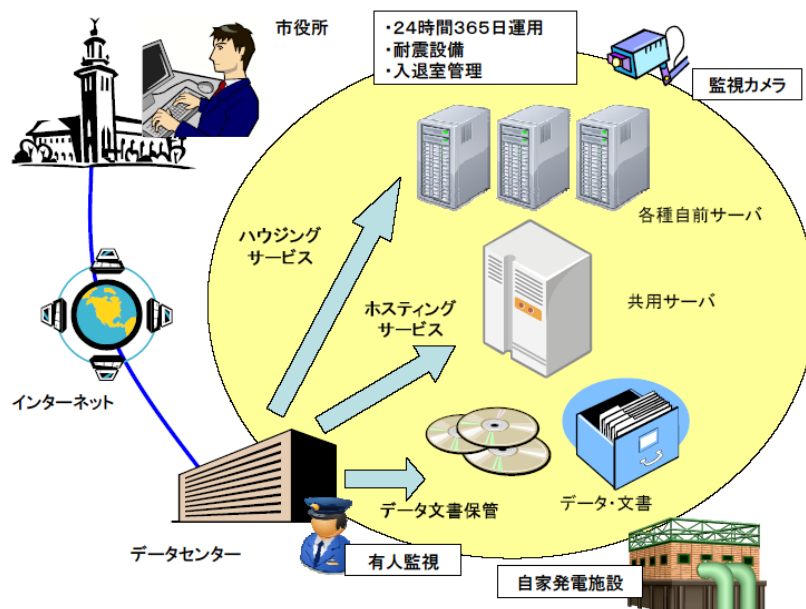 市役所
・24時間365日運用
・耐震設備
・入退室管理
監視カメラ
各種自前サーバ
ハウジング
サービス
共用サーバ
ホスティング
サービス
インターネット
データ文書保管
データ・文書
データセンター
有人監視
自家発電施設